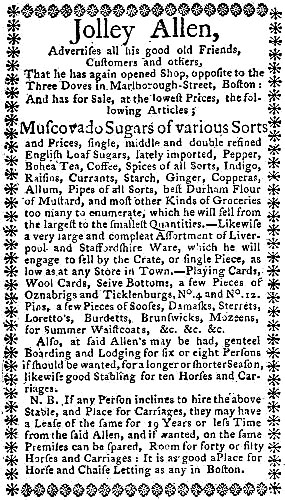 Jolley Allen,
Advertiſes all his good old Friends,
Cuſtomers and others,
That he has again opened Shop, oppoſite to the
Three Doves in Marlborough-Street, Boſton:
And has for Sale, at the loweſt Prices, the fol-
lowing Articles;
Muſcovado Sugars of various Sorts
and Prices, ſingle, middle and double refined
Engliſh Loaf Sugars, lately imported, Pepper,
Bohea Tea, Coffee, Spices of all Sorts, Indigo,
Raiſins, Currants, Starch, Ginger, Copperas,
Allum, Pipes of all Sorts, beſt Durham Flour
of Muſtard, and moſt other Kinds of Groceries
too many to enumerate, which he will ſell from
the largeſt to the ſmalleſt Quantities.—Likewiſe
a very large and compleat Aſſortment of Liver-
pool and Staffordſhire Ware, which he will
engage to ſell by the Crate, or ſingle Piece, as
low as at any Store in Town.—Playing Cards,
Wool Cards, Seive Bottoms, a few Pieces of
Oznabrigs and Ticklenburgs, No. 4 and No. 12.
Pins, a few Pieces of Sooſes, Damaſks, Sterrets,
Loretto's, Burdetts, Brunſwicks, Mozeens,
for Summer Waiſtcoats, &c. &c. &c.
Alſo, at ſaid Allen's may be had, genteel
Boarding and Lodging for ſix or eight Perſons
if ſhould be wanted, for a longer or ſhorter Seaſon,
likewiſe good Stabling for ten Horſes and Car-
riages.
N. B. If any Perſon inclines to hire the above
Stable, and Place for Carriages, they may have
a Leaſe of the ſame for 19 Years or leſs Time
from the ſaid Allen, and if wanted, on the ſame
Premiſes can be ſpared, Room for forty or fifty
Horſes and Carriages: It is as good a Place for
Horſe and Chaiſe Letting as any in Boſton.